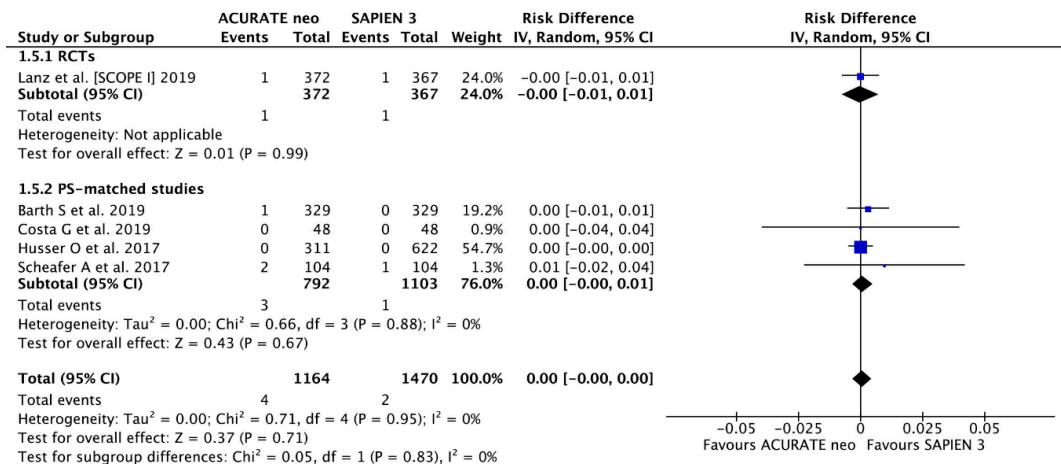 ACURATE neo SAPIEN 3 Risk Difference Risk Difference
Study or Subgroup Events Total Events Total Weight IV, Random, 95% CI IV, Random, 95% CI
1.5.1 RCTs
Lanz et al. [SCOPE I] 2019 1 372 1 367 24.0% -0.00 [-0.01, 0.01]
Subtotal (95% CI) 372 367 24.0% -0.00 [-0.01, 0.01]
Total events 1 1
Heterogeneity: Not applicable
Test for overall effect: Z = 0.01 (P = 0.99)
1.5.2 PS-matched studies
Barth S et al. 2019 1 329 0 329 19.2% 0.00 [-0.01, 0.01]
Costa G et al. 2019 0 48 0 48 0.9% 0.00 [-0.04, 0.04]
Husser O et al. 2017 0 311 0 622 54.7% 0.00 [-0.00, 0.00]
Scheafer A et al. 2017 2 104 1 104 1.3% 0.01 [-0.02, 0.04]
Subtotal (95% CI) 792 1103 76.0% 0.00 [-0.00, 0.01]
Total events 3 1
Heterogeneity: Tau² = 0.00; Chi² = 0.66, df = 3 (P = 0.88); I² = 0%
Test for overall effect: Z = 0.43 (P = 0.67)
Total (95% CI) 1164 1470 100.0% 0.00 [-0.00, 0.00]
Total events 4 2
Heterogeneity: Tau² = 0.00; Chi² = 0.71, df = 4 (P = 0.95); I² = 0%
Test for overall effect: Z = 0.37 (P = 0.71)
Test for subgroup differences: Chi² = 0.05, df = 1 (P = 0.83), I² = 0%
-0.05 -0.025 0 0.025 0.05
Favours ACURATE neo Favours SAPIEN 3